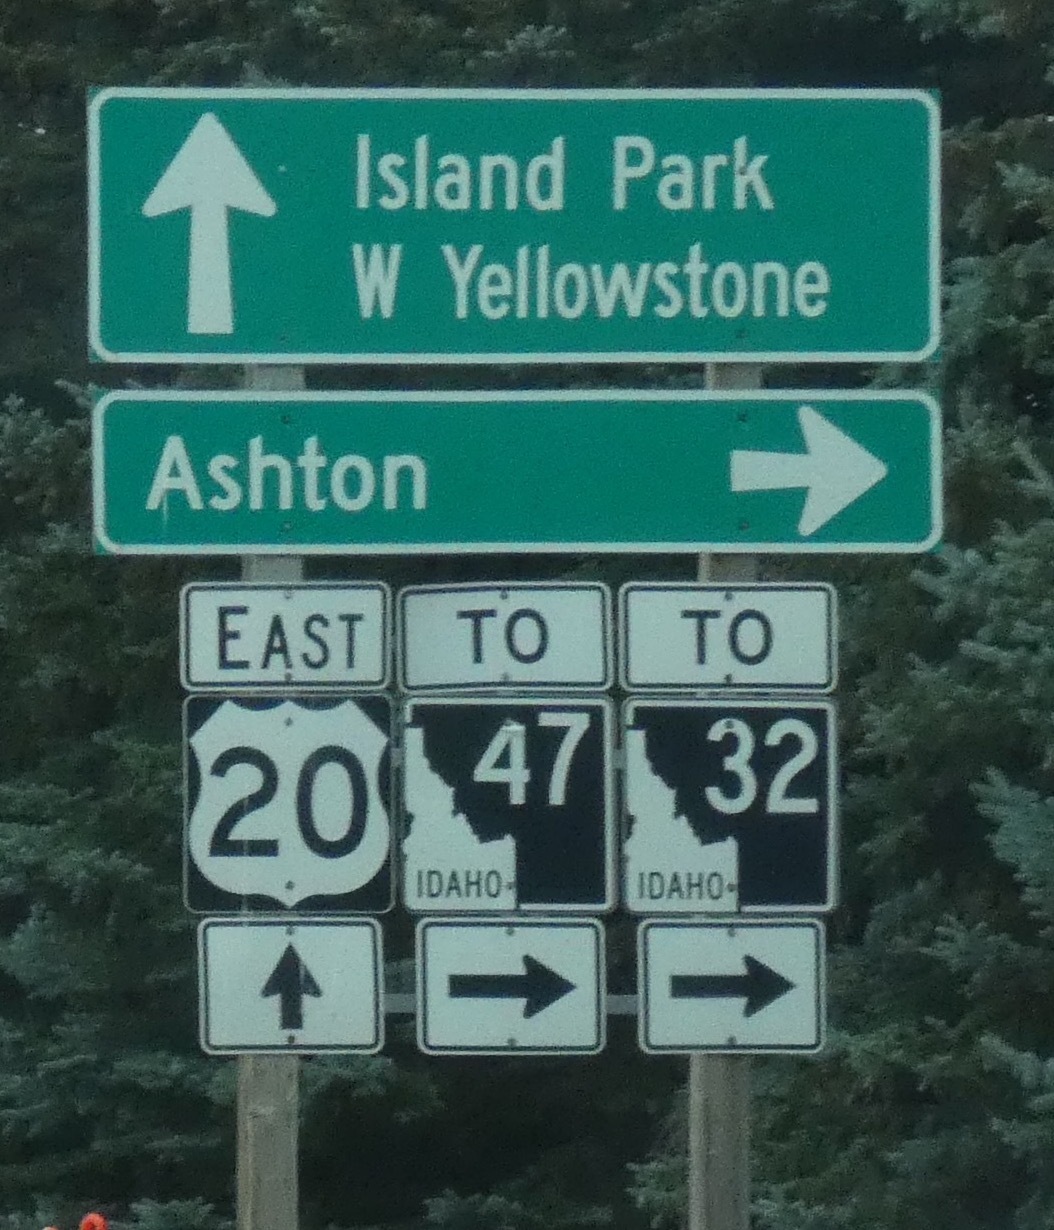 Island Park
W Yellowstone
Ashton
EAST
TO
TO
20
47
32
IDAHO
IDAHO